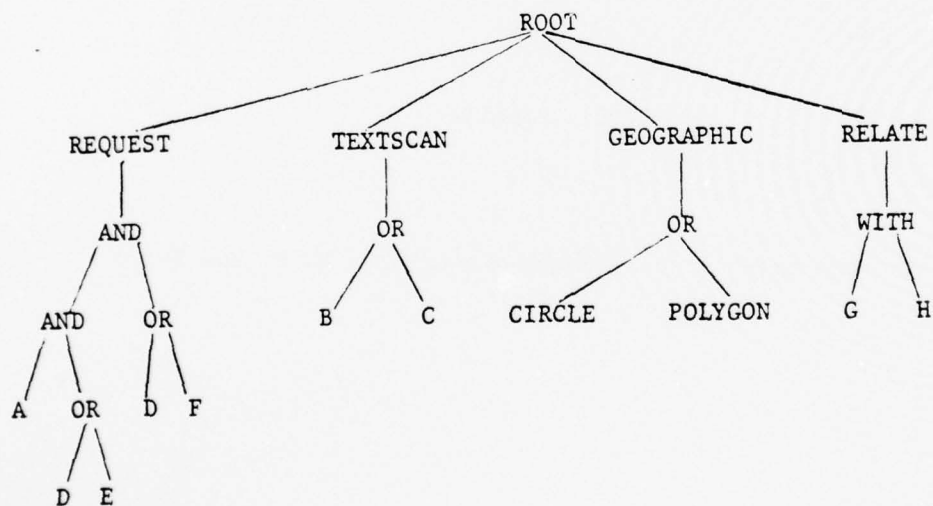 ROOT
REQUEST TEXTSCAN GEOGRAPHIC RELATE
AND OR OR WITH
AND OR B C CIRCLE POLYGON G H
A OR D F
D E